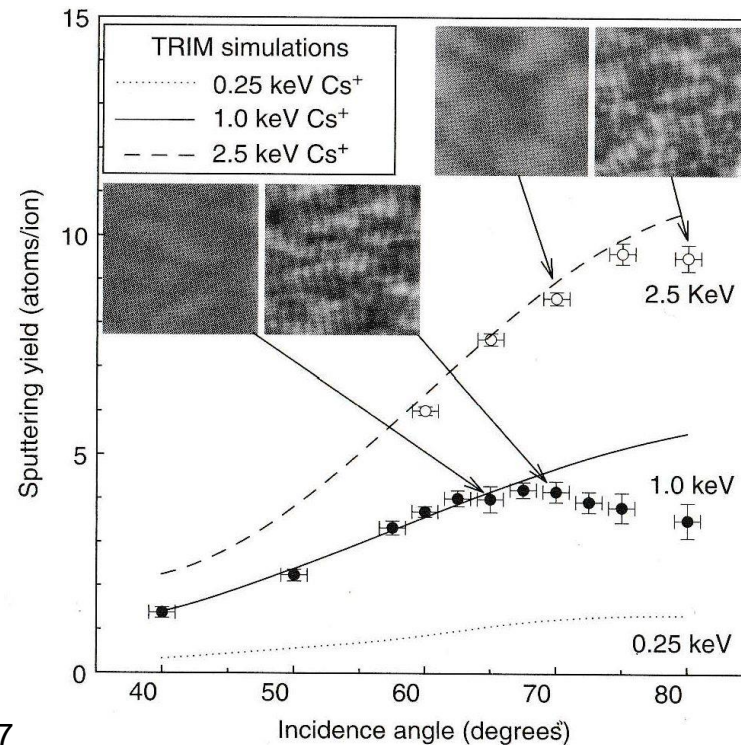 15
TRIM simulations
0.25 keV Cs+
1.0 keV Cs+
2.5 keV Cs+
10
2.5 KeV
Sputtering yield (atoms/ion)
5
1.0 keV
0.25 keV
0
40 50 60 70 80
7 Incidence angle (degrees)